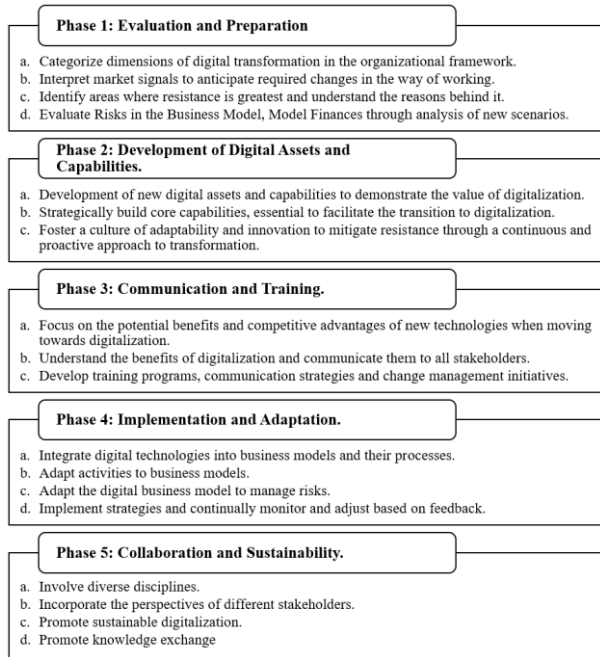 Phase 1: Evaluation and Preparation
a. Categorize dimensions of digital transformation in the organizational framework.
b. Interpret market signals to anticipate required changes in the way of working.
c. Identify areas where resistance is greatest and understand the reasons behind it.
d. Evaluate Risks in the Business Model, Model Finances through analysis of new scenarios.
Phase 2: Development of Digital Assets and
Capabilities.
a. Development of new digital assets and capabilities to demonstrate the value of digitalization.
b. Strategically build core capabilities, essential to facilitate the transition to digitalization.
c. Foster a culture of adaptability and innovation to mitigate resistance through a continuous and
proactive approach to transformation.
Phase 3: Communication and Training.
a. Focus on the potential benefits and competitive advantages of new technologies when moving
towards digitalization.
b. Understand the benefits of digitalization and communicate them to all stakeholders.
c. Develop training programs, communication strategies and change management initiatives.
Phase 4: Implementation and Adaptation.
a. Integrate digital technologies into business models and their processes.
b. Adapt activities to business models.
c. Adapt the digital business model to manage risks.
d. Implement strategies and continually monitor and adjust based on feedback.
Phase 5: Collaboration and Sustainability.
a. Involve diverse disciplines.
b. Incorporate the perspectives of different stakeholders.
c. Promote sustainable digitalization.
d. Promote knowledge exchange